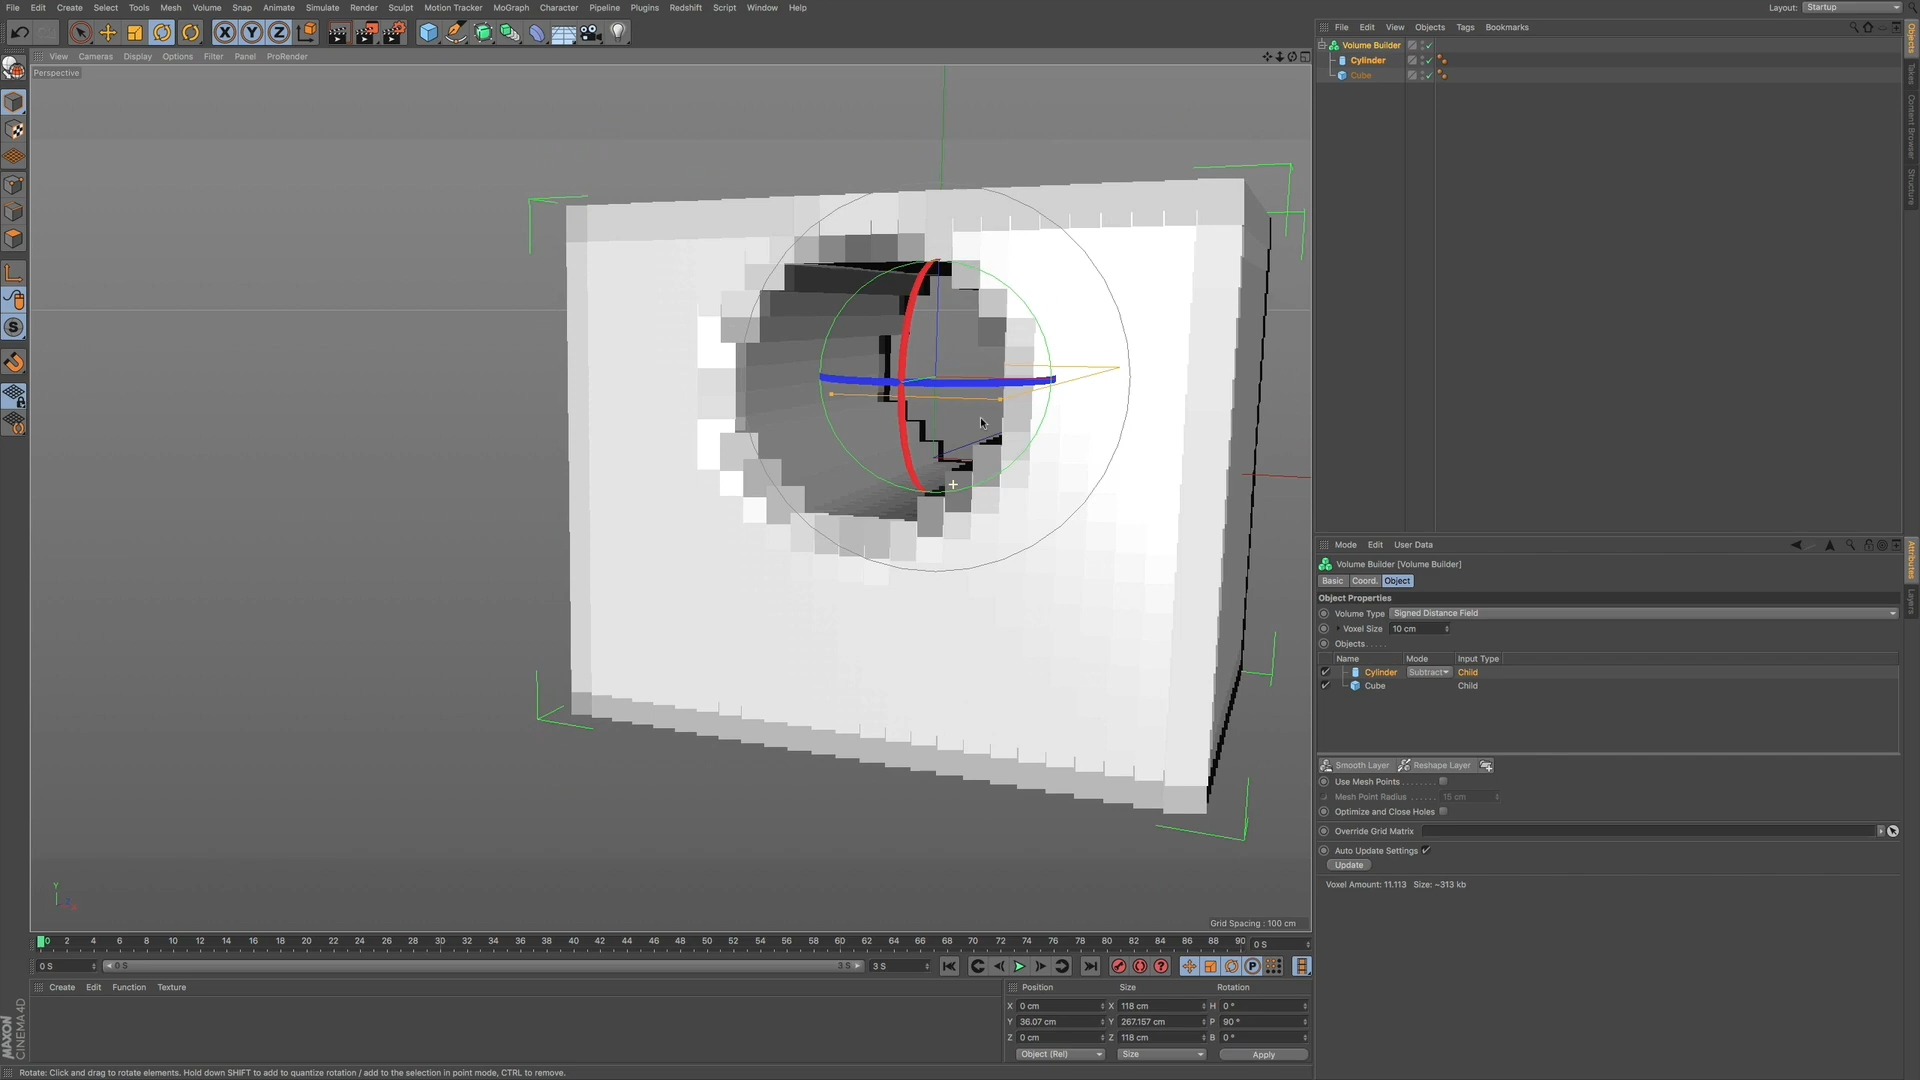 File Edit Create Select Tools Mesh Volume Snap Animate Simulate Render Sculpt Motion Tracker MoGraph Character Pipeline Plugins Redshift Script Window Help
Layout: Startup
File Edit View Objects Tags Bookmarks
Volume Builder
Cylinder
Cube
Objects
Takes
Content Browser
Structure
View Cameras Display Options Filter Panel ProRender
Perspective
Grid Spacing : 100 cm
Mode Edit User Data
Volume Builder [Volume Builder]
Basic Coord. Object
Object Properties
Volume Type Signed Distance Field
Voxel Size 10 cm
Objects . . . . .
Name Mode Input Type
Cylinder Subtract Child
Cube Child
Smooth Layer Reshape Layer
Use Mesh Points . . . . . . . .
Mesh Point Radius . . . . . . 15 cm
Optimize and Close Holes
Override Grid Matrix
Auto Update Settings
Update
Voxel Amount: 11.113 Size: ~313 kb
Attributes
Layers
0 2 4 6 8 10 12 14 16 18 20 22 24 26 28 30 32 34 36 38 40 42 44 46 48 50 52 54 56 58 60 62 64 66 68 70 72 74 76 78 80 82 84 86 88 90 0 S
0 S 0 S 3 S 3 S
Create Edit Function Texture
Position Size Rotation
X 0 cm X 118 cm H 0 °
Y 36.07 cm Y 267.157 cm P 90 °
Z 0 cm Z 118 cm B 0 °
Object (Rel) Size Apply
MAXON
CINEMA 4D
Rotate: Click and drag to rotate elements. Hold down SHIFT to add to quantize rotation / add to the selection in point mode, CTRL to remove.